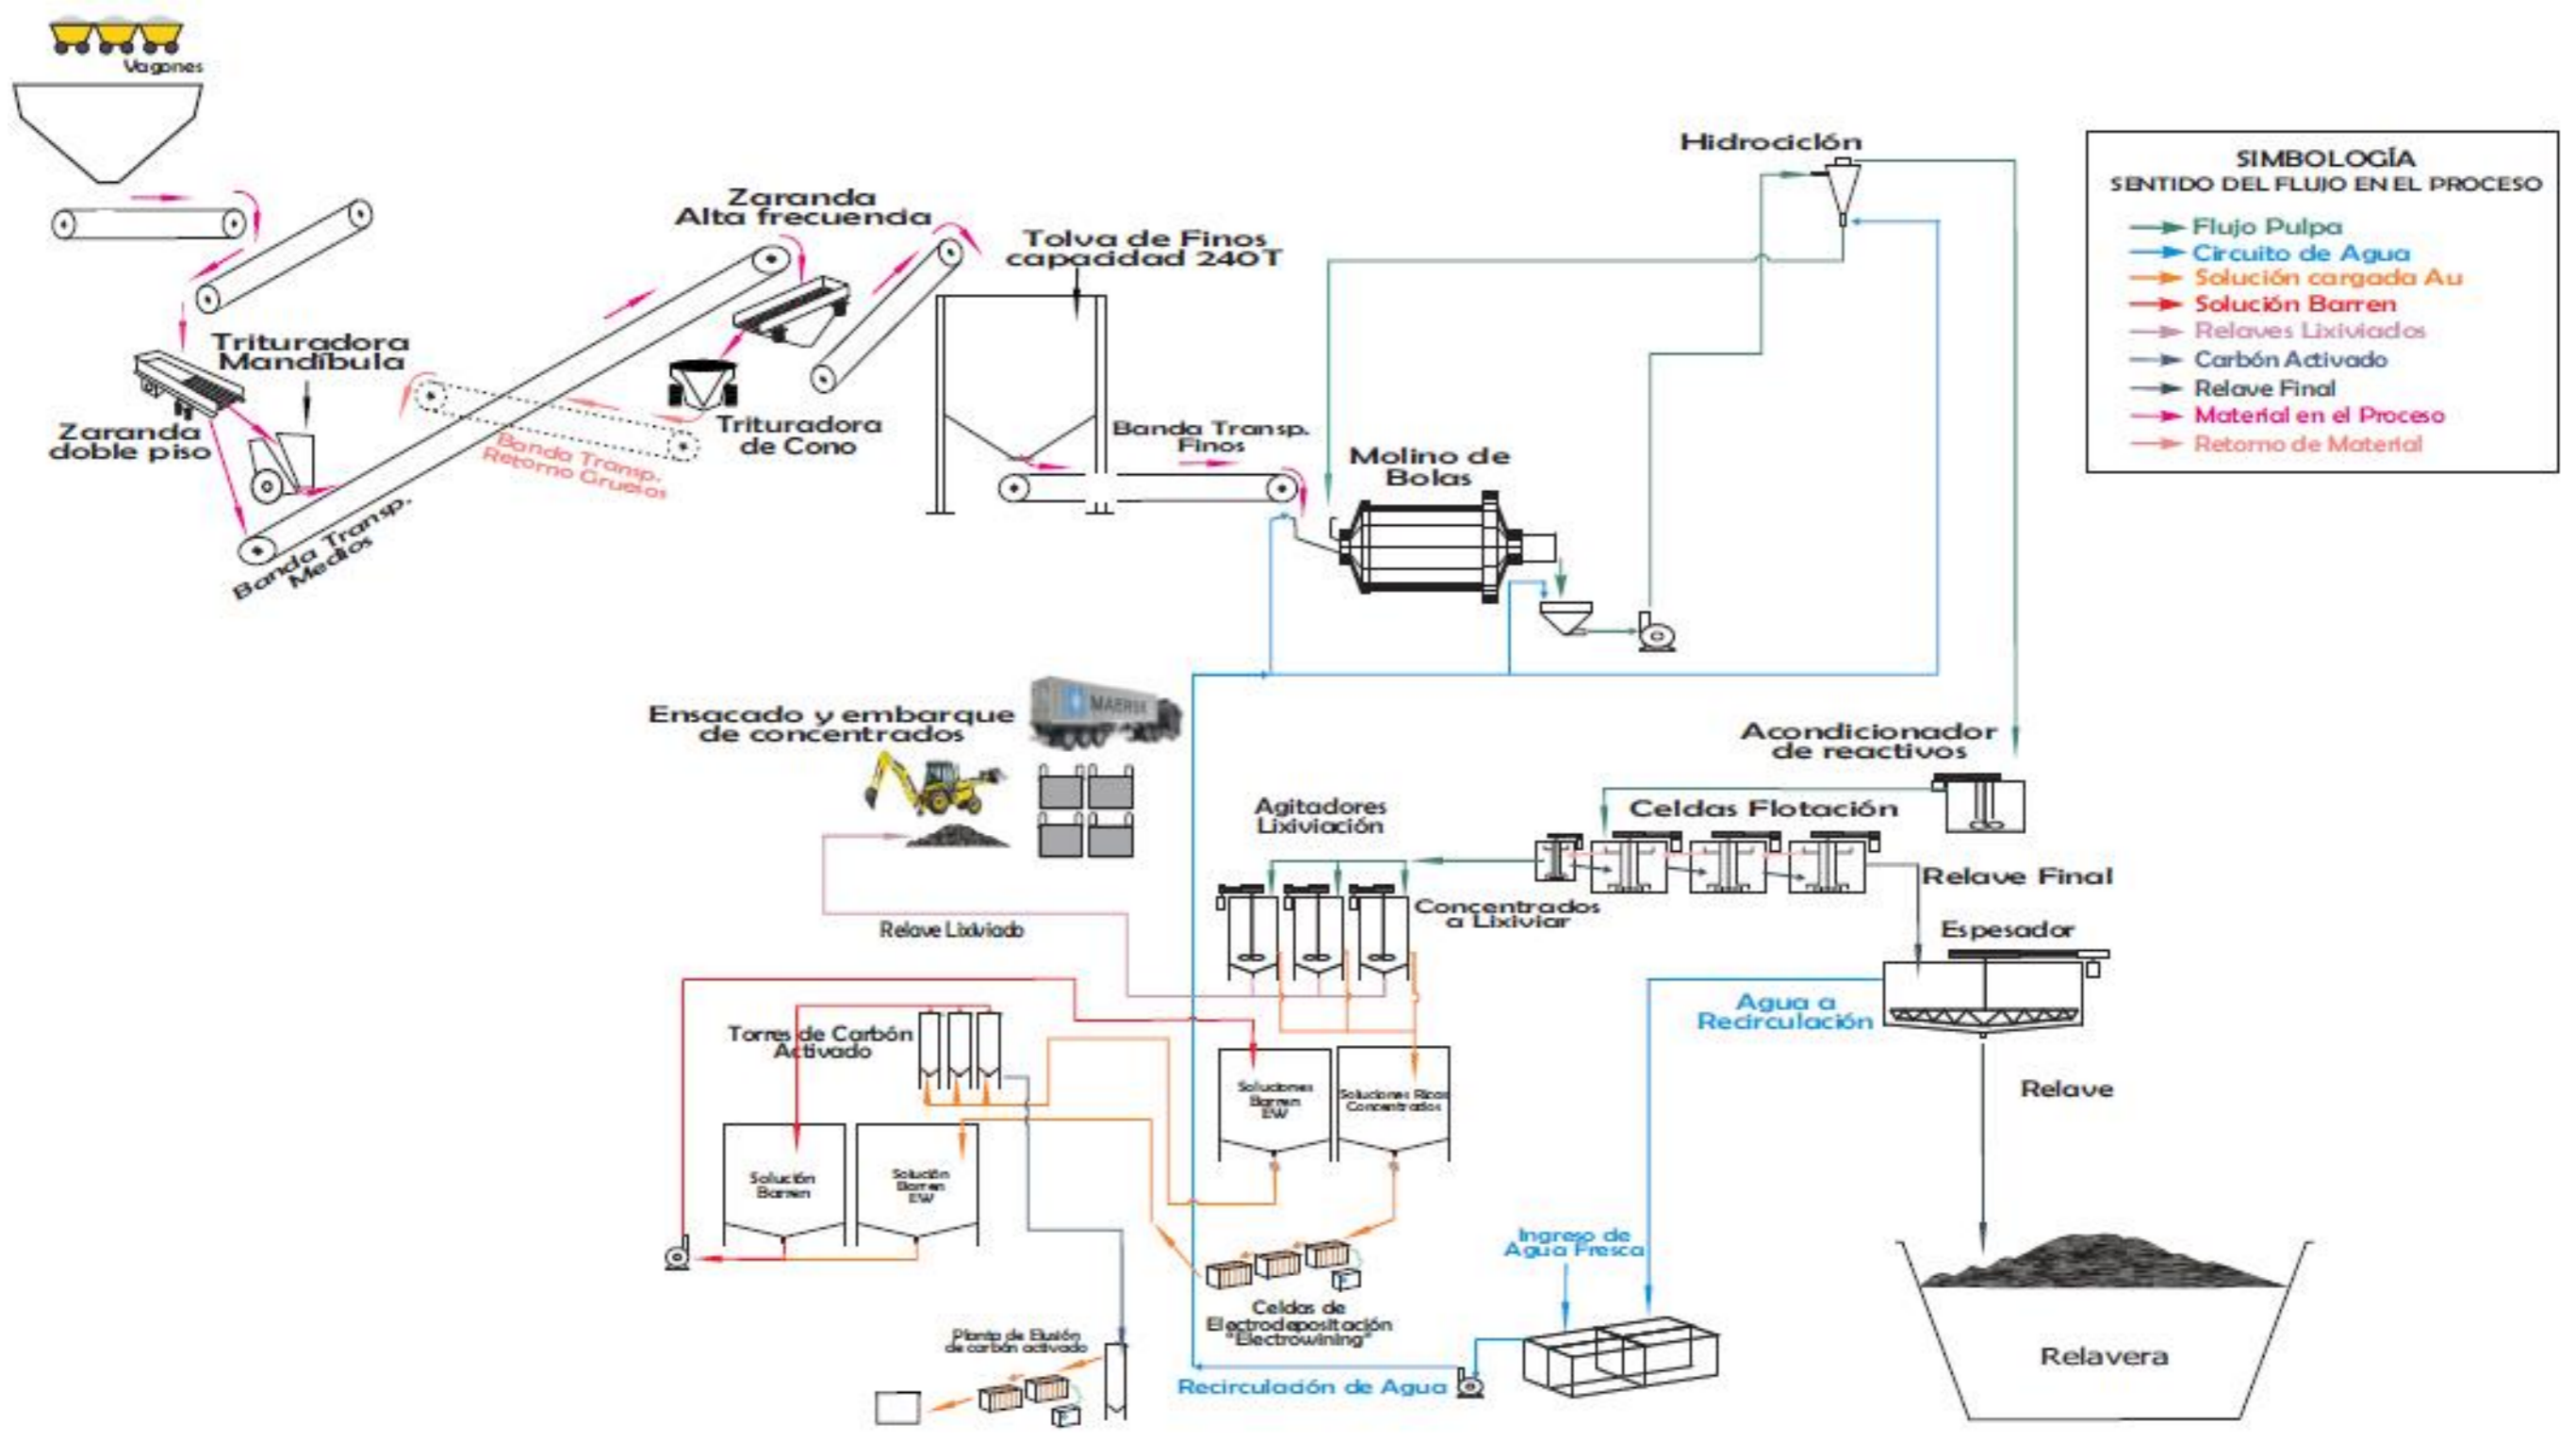 Vagones
Zaranda
Alta frecuencia
Hidrociclón
Tolva de Finos
capacidad 240T
Trituradora
Mandíbula
Zaranda
doble piso
Banda Transp.
Medios
Banda Transp.
Retorno Gruesos
Trituradora
de Cono
Banda Transp.
Finos
Molino de
Bolas
SIMBOLOGÍA
SENTIDO DEL FLUJO EN EL PROCESO
Flujo Pulpa
Circuito de Agua
Solución cargada Au
Solución Barren
Relaves Lixiviados
Carbón Activado
Relave Final
Material en el Proceso
Retorno de Material
Ensacado y embarque
de concentrados
MAERSK
Acondicionador
de reactivos
Agitadores
Lixiviación
Celdas Flotación
Relave Final
Concentrados
a Lixiviar
Relave Lixiviado
Espesador
Agua a
Recirculación
Torres de Carbón
Activado
Soluciones
Barren
EW
Soluciones Ricas
Concentrados
Relave
Solución
Barren
Solución
Barren
EW
Ingreso de
Agua Fresca
Celdas de
Electrodepositación
"Electrowining"
Planta de Elusión
de carbón activado
Recirculación de Agua
Relavera